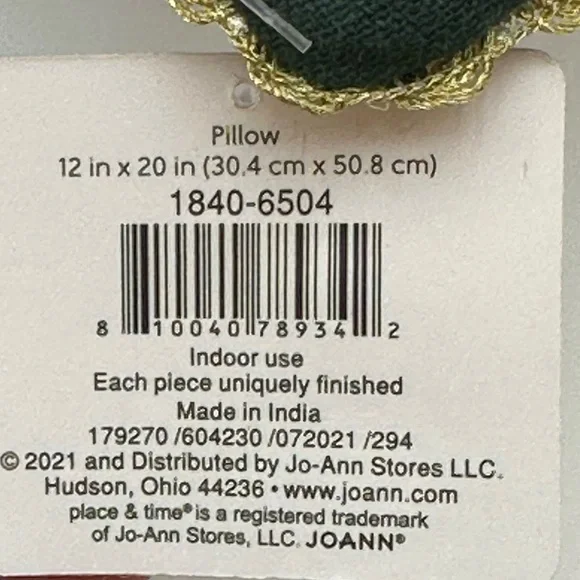 Pillow
12 in x 20 in (30.4 cm x 50.8 cm)
1840-6504
8 10040 78934 2
Indoor use
Each piece uniquely finished
Made in India
179270 /604230 /072021 /294
© 2021 and Distributed by Jo-Ann Stores LLC.
Hudson, Ohio 44236 • www.joann.com
place & time® is a registered trademark
of Jo-Ann Stores, LLC. JOANN®